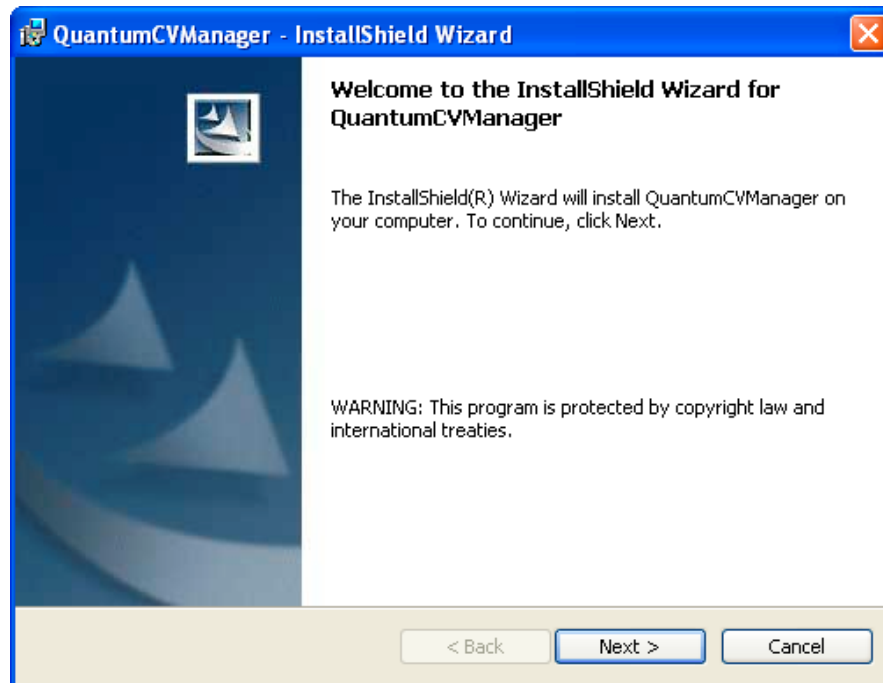 QuantumCVManager - InstallShield Wizard
Welcome to the InstallShield Wizard for
QuantumCVManager
The InstallShield(R) Wizard will install QuantumCVManager on
your computer. To continue, click Next.
WARNING: This program is protected by copyright law and
international treaties.
< Back Next > Cancel